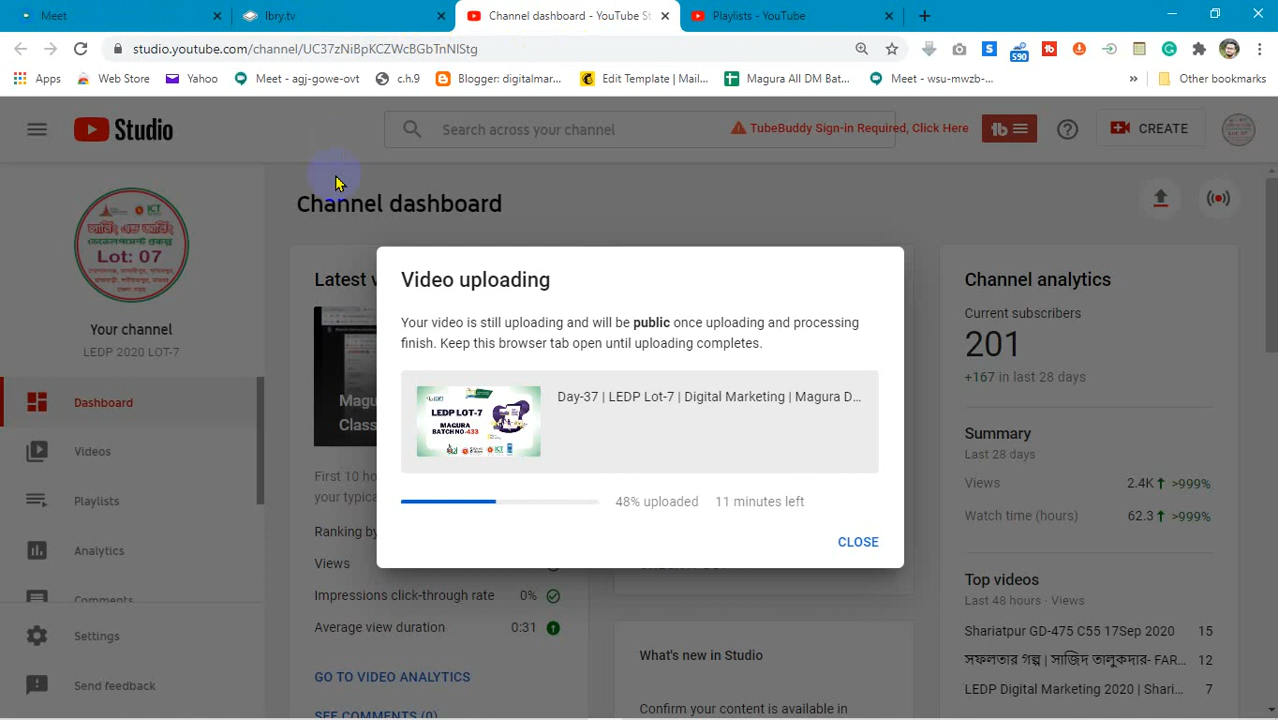 Meet
lbry.tv
Channel dashboard - YouTube St
Playlists - YouTube
studio.youtube.com/channel/UC37zNiBpKCZWcBGbTnNlStg
590
Apps
Web Store
Yahoo
Meet - agj-gowe-ovt
c.h.9
Blogger: digitalmar...
Edit Template | Mail...
Magura All DM Bat...
Meet - wsu-mwzb-...
Other bookmarks
Studio
Search across your channel
TubeBuddy Sign-in Required, Click Here
CREATE
Channel dashboard
Lot: 07
Your channel
LEDP 2020 LOT-7
Dashboard
Videos
Playlists
Analytics
Comments
Settings
Send feedback
Latest v
Magu
Class
First 10 ho
your typica
Ranking by
Views
Impressions click-through rate 0%
Average view duration 0:31
GO TO VIDEO ANALYTICS
SEE COMMENTS (0)
Video uploading
Your video is still uploading and will be public once uploading and processing
finish. Keep this browser tab open until uploading completes.
LEDP LOT-7
MAGURA
BATCH NO-433
Day-37 | LEDP Lot-7 | Digital Marketing | Magura D...
48% uploaded 11 minutes left
CLOSE
What's new in Studio
Confirm your content is available in
Channel analytics
Current subscribers
201
+167 in last 28 days
Summary
Last 28 days
Views 2.4K >999%
Watch time (hours) 62.3 >999%
Top videos
Last 48 hours · Views
Shariatpur GD-475 C55 17Sep 2020 15
সফলতার গল্প | সাজিদ তালুকদার- FAR... 12
LEDP Digital Marketing 2020 | Shari... 7